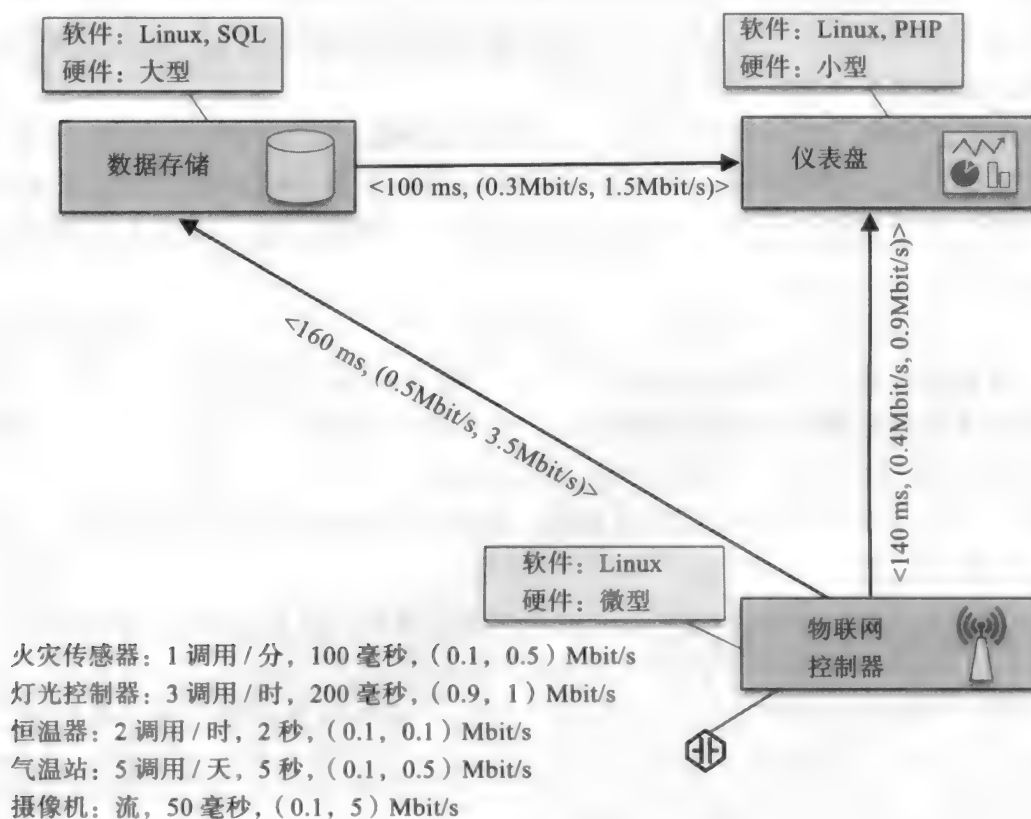 软件：Linux, SQL
硬件：大型
软件：Linux, PHP
硬件：小型
数据存储
仪表盘
<100 ms, (0.3Mbit/s, 1.5Mbit/s)>
<160 ms, (0.5Mbit/s, 3.5Mbit/s)>
<140 ms, (0.4Mbit/s, 0.9Mbit/s)>
软件：Linux
硬件：微型
物联网
控制器
火灾传感器：1 调用 / 分，100 毫秒，（0.1，0.5）Mbit/s
灯光控制器：3 调用 / 时，200 毫秒，（0.9，1）Mbit/s
恒温器：2 调用 / 时，2 秒，（0.1，0.1）Mbit/s
气温站：5 调用 / 天，5 秒，（0.1，0.5）Mbit/s
摄像机：流，50 毫秒，（0.1，5）Mbit/s